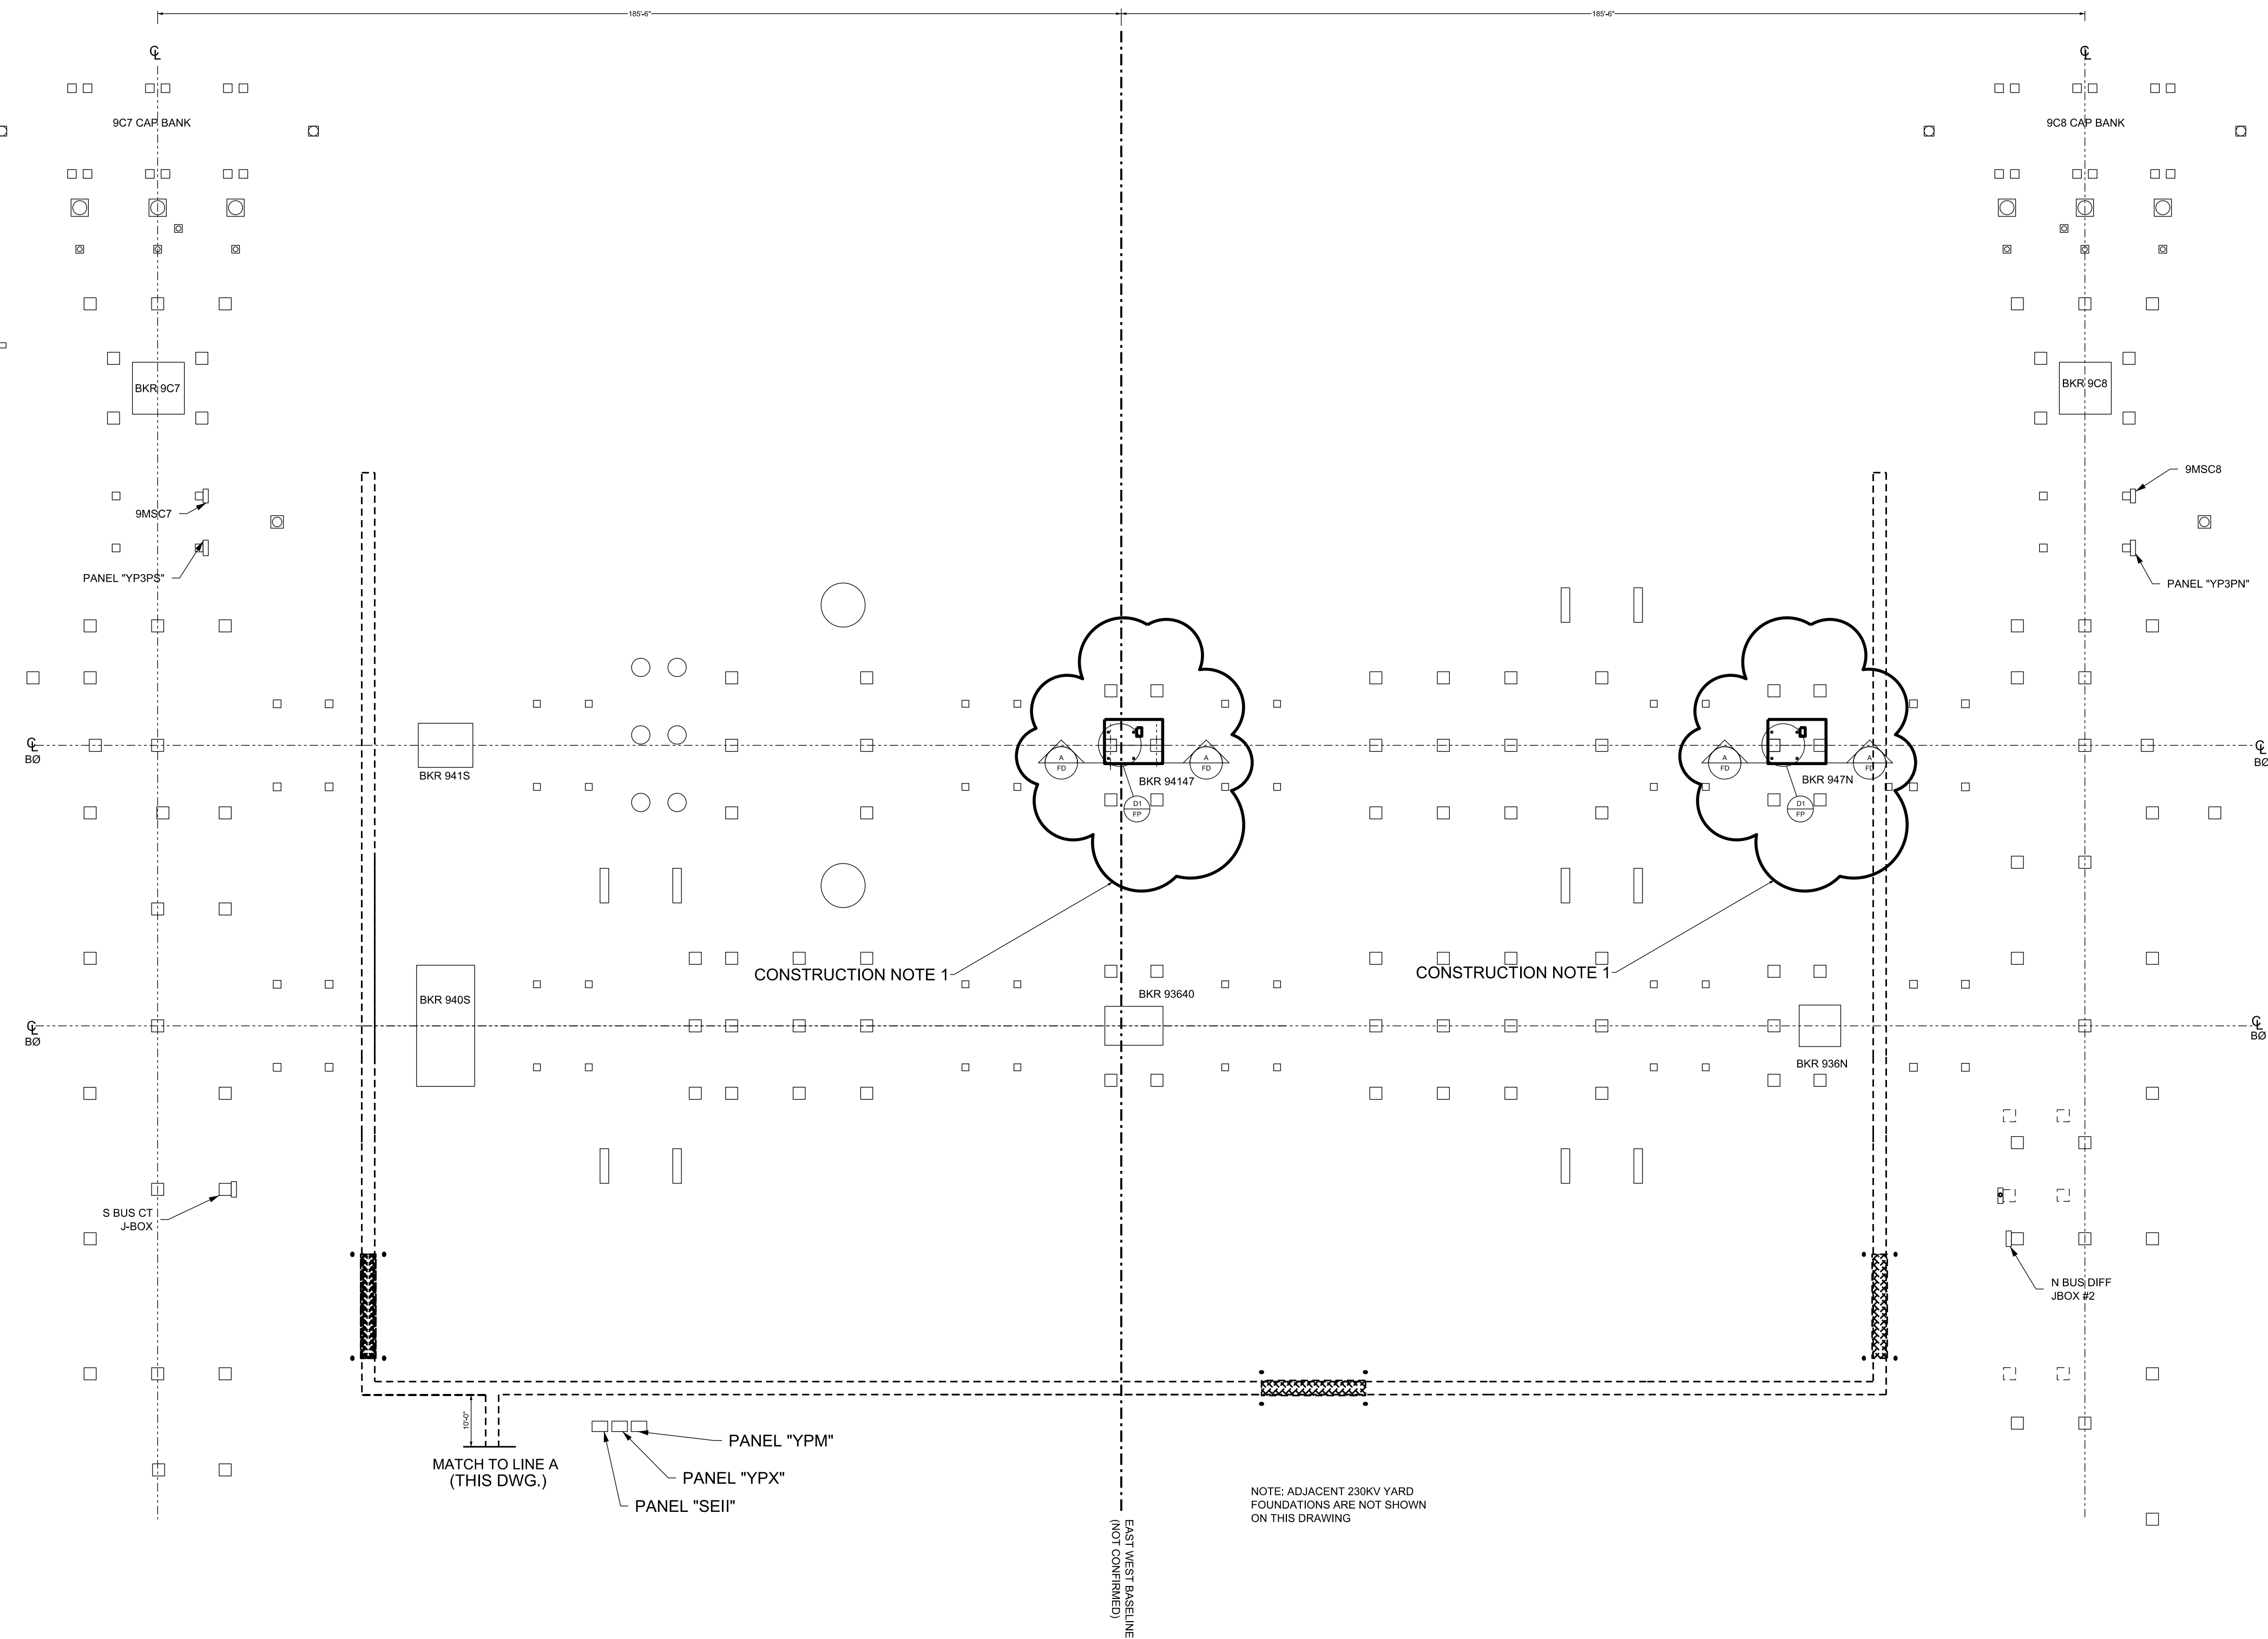 185'-6"
185'-6"
℄
℄
9C7 CAP BANK
9C8 CAP BANK
BKR 9C7
BKR 9C8
9MSC7
9MSC8
PANEL "YP3PS"
PANEL "YP3PN"
℄
BØ
℄
BØ
BKR 941S
A
FD
A
FD
BKR 94147
D1
FP
A
FD
A
FD
BKR 947N
D1
FP
CONSTRUCTION NOTE 1
CONSTRUCTION NOTE 1
BKR 940S
BKR 93640
℄
BØ
℄
BØ
BKR 936N
S BUS CT
J-BOX
N BUS DIFF
JBOX #2
10'-0"
MATCH TO LINE A
(THIS DWG.)
PANEL "YPM"
PANEL "YPX"
PANEL "SEII"
NOTE: ADJACENT 230KV YARD
FOUNDATIONS ARE NOT SHOWN
ON THIS DRAWING
EAST WEST BASELINE
(NOT CONFIRMED)